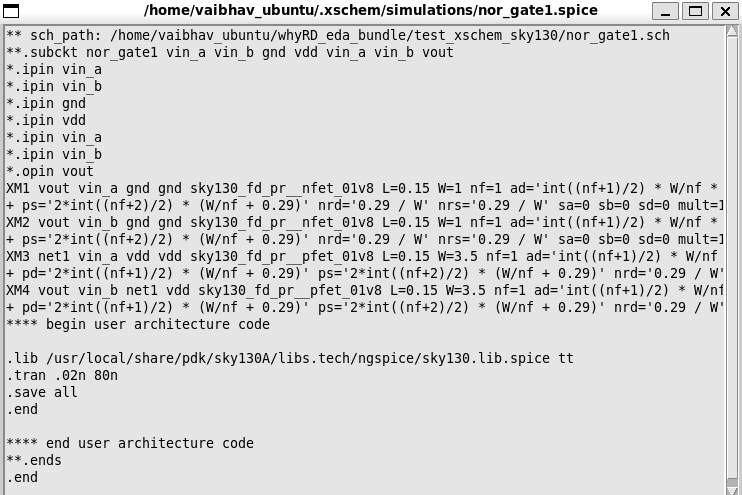 /home/vaibhav_ubuntu/.xschem/simulations/nor_gate1.spice
** sch_path: /home/vaibhav_ubuntu/whyRD_eda_bundle/test_xschem_sky130/nor_gate1.sch
**.subckt nor_gate1 vin_a vin_b gnd vdd vin_a vin_b vout
*.ipin vin_a
*.ipin vin_b
*.ipin gnd
*.ipin vdd
*.ipin vin_a
*.ipin vin_b
*.opin vout
XM1 vout vin_a gnd gnd sky130_fd_pr__nfet_01v8 L=0.15 W=1 nf=1 ad='int((nf+1)/2) * W/nf *
+ ps='2*int((nf+2)/2) * (W/nf + 0.29)' nrd='0.29 / W' nrs='0.29 / W' sa=0 sb=0 sd=0 mult=1
XM2 vout vin_b gnd gnd sky130_fd_pr__nfet_01v8 L=0.15 W=1 nf=1 ad='int((nf+1)/2) * W/nf *
+ ps='2*int((nf+2)/2) * (W/nf + 0.29)' nrd='0.29 / W' nrs='0.29 / W' sa=0 sb=0 sd=0 mult=1
XM3 net1 vin_a vdd vdd sky130_fd_pr__pfet_01v8 L=0.15 W=3.5 nf=1 ad='int((nf+1)/2) * W/nf
+ pd='2*int((nf+1)/2) * (W/nf + 0.29)' ps='2*int((nf+2)/2) * (W/nf + 0.29)' nrd='0.29 / W'
XM4 vout vin_b net1 vdd sky130_fd_pr__pfet_01v8 L=0.15 W=3.5 nf=1 ad='int((nf+1)/2) * W/nf
+ pd='2*int((nf+1)/2) * (W/nf + 0.29)' ps='2*int((nf+2)/2) * (W/nf + 0.29)' nrd='0.29 / W'
**** begin user architecture code
.lib /usr/local/share/pdk/sky130A/libs.tech/ngspice/sky130.lib.spice tt
.tran .02n 80n
.save all
.end
**** end user architecture code
**.ends
.end